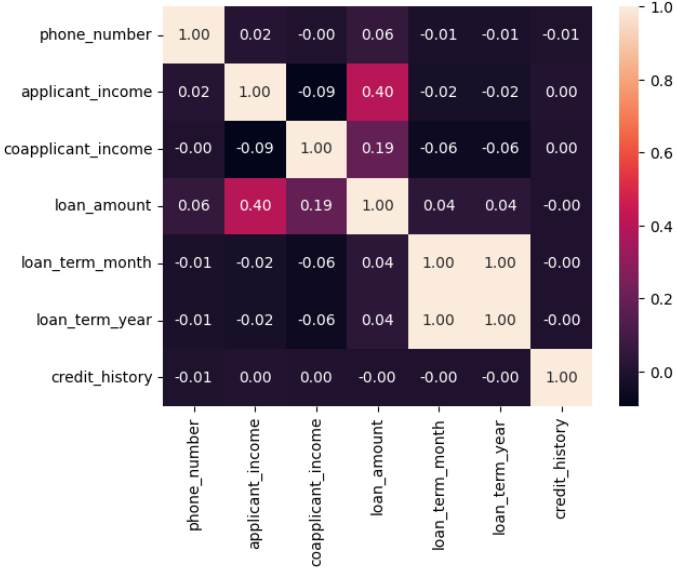 phone_number 1.00 0.02 -0.00 0.06 -0.01 -0.01 -0.01
applicant_income 0.02 1.00 -0.09 0.40 -0.02 -0.02 0.00
coapplicant_income -0.00 -0.09 1.00 0.19 -0.06 -0.06 0.00
loan_amount 0.06 0.40 0.19 1.00 0.04 0.04 -0.00
loan_term_month -0.01 -0.02 -0.06 0.04 1.00 1.00 -0.00
loan_term_year -0.01 -0.02 -0.06 0.04 1.00 1.00 -0.00
credit_history -0.01 0.00 0.00 -0.00 -0.00 -0.00 1.00
phone_number
applicant_income
coapplicant_income
loan_amount
loan_term_month
loan_term_year
credit_history
1.0
0.8
0.6
0.4
0.2
0.0